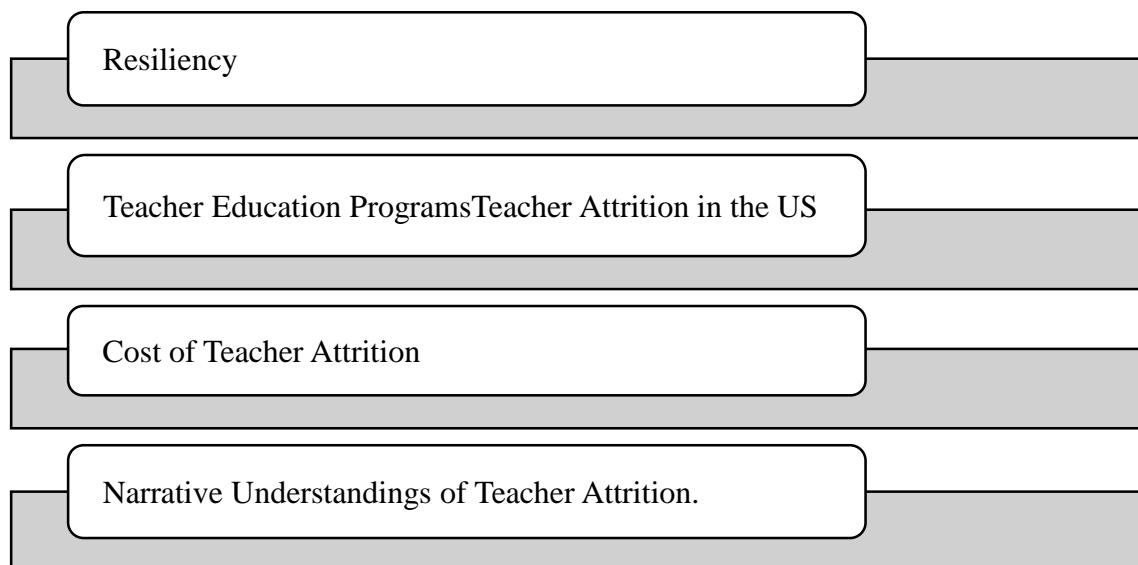 Resiliency
Teacher Education ProgramsTeacher Attrition in the US
Cost of Teacher Attrition
Narrative Understandings of Teacher Attrition.